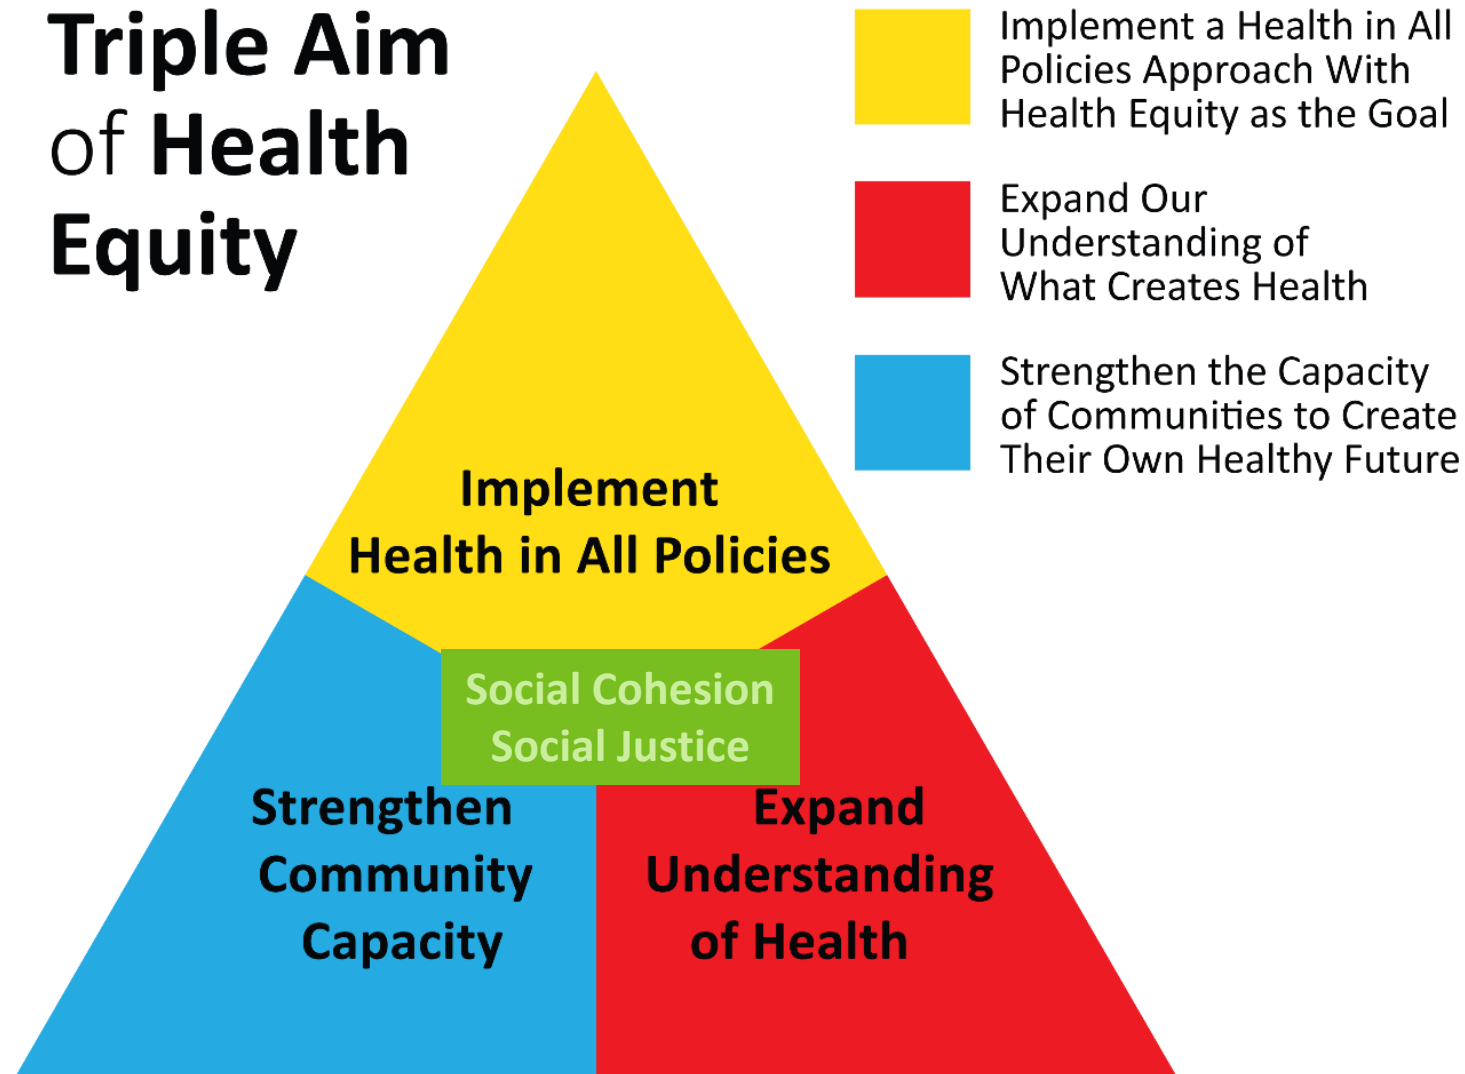 Triple Aim
of Health
Equity
Implement a Health in All
Policies Approach With
Health Equity as the Goal
Expand Our
Understanding of
What Creates Health
Strengthen the Capacity
of Communities to Create
Their Own Healthy Future
Implement
Health in All Policies
Social Cohesion
Social Justice
Strengthen
Community
Capacity
Expand
Understanding
of Health